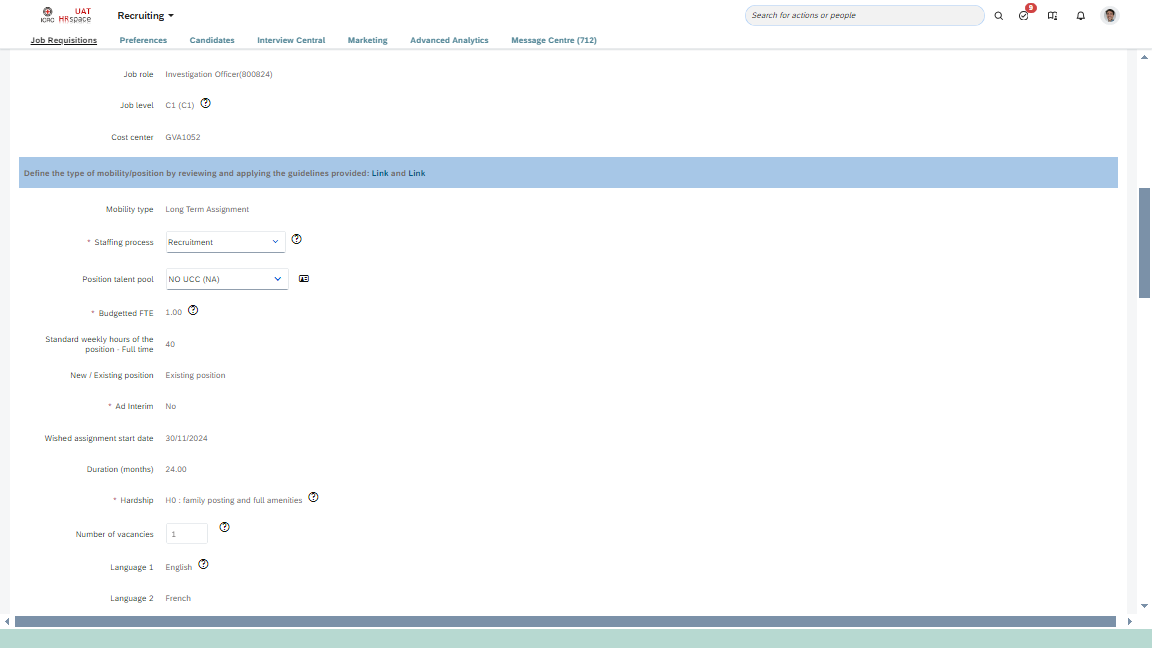 ICRC UAT HRspace
Recruiting
Search for actions or people
9
Job Requisitions Preferences Candidates Interview Central Marketing Advanced Analytics Message Centre (712)
Job role Investigation Officer(800824)
Job level C1 (C1)
Cost center GVA1052
Define the type of mobility/position by reviewing and applying the guidelines provided: Link and Link
Mobility type Long Term Assignment
* Staffing process Recruitment
Position talent pool NO UCC (NA)
* Budgetted FTE 1.00
Standard weekly hours of the
position - Full time 40
New / Existing position Existing position
* Ad Interim No
Wished assignment start date 30/11/2024
Duration (months) 24.00
* Hardship H0 : family posting and full amenities
Number of vacancies 1
Language 1 English
Language 2 French